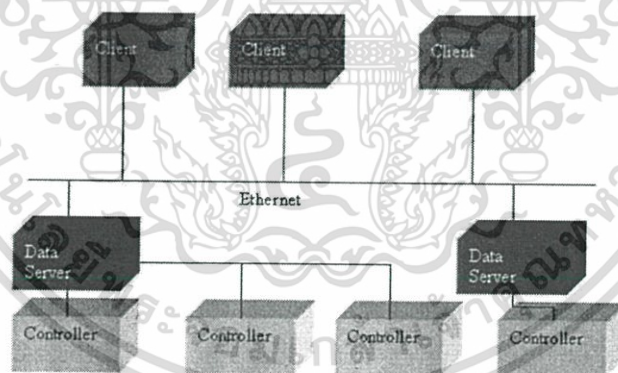 Client
Client
Client
Ethernet
Data
Server
Data
Server
Controller
Controller
Controller
Controller